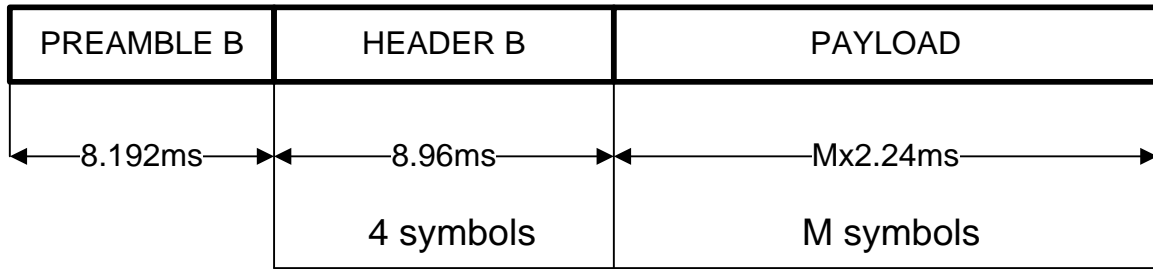 PREAMBLE B HEADER B PAYLOAD
8.192ms 8.96ms Mx2.24ms
4 symbols M symbols